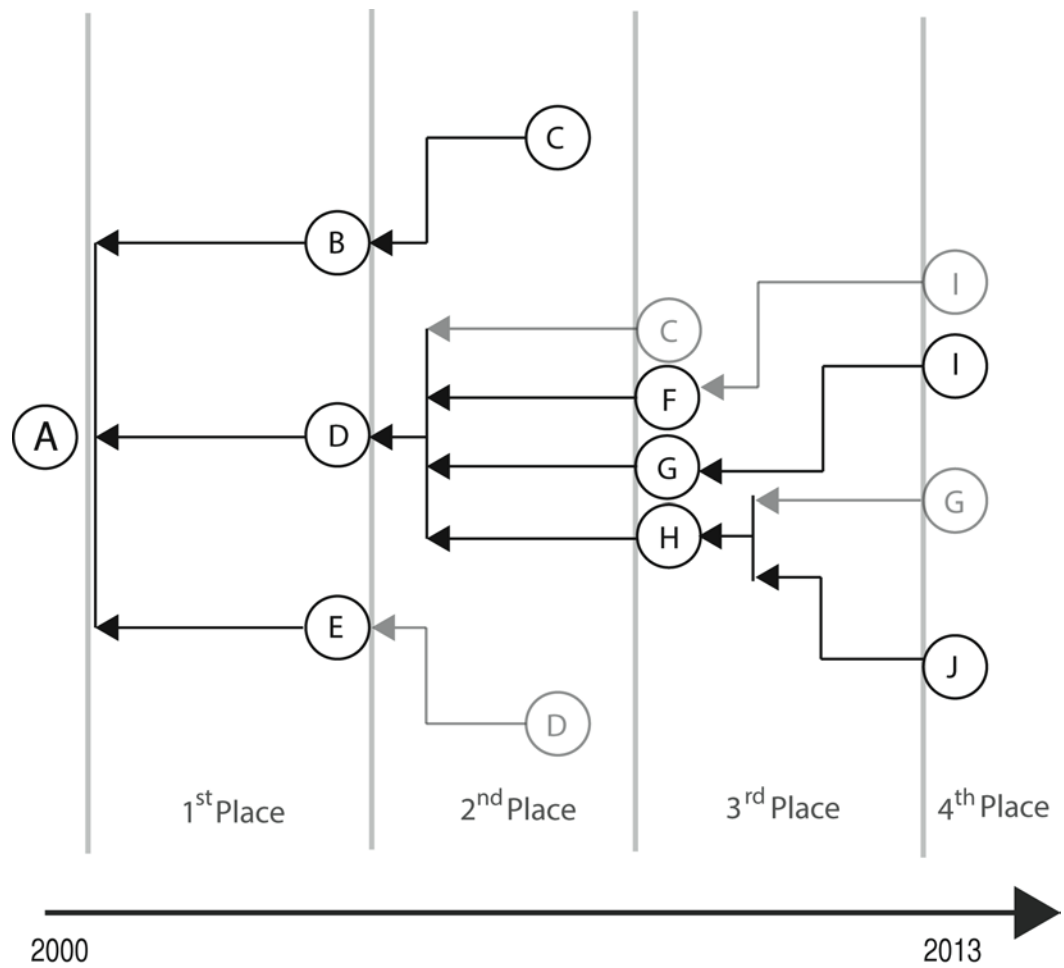 C
B
I
C
I
F
A
D
G
G
H
E
J
D
1st Place
2nd Place
3rd Place
4th Place
2000
2013